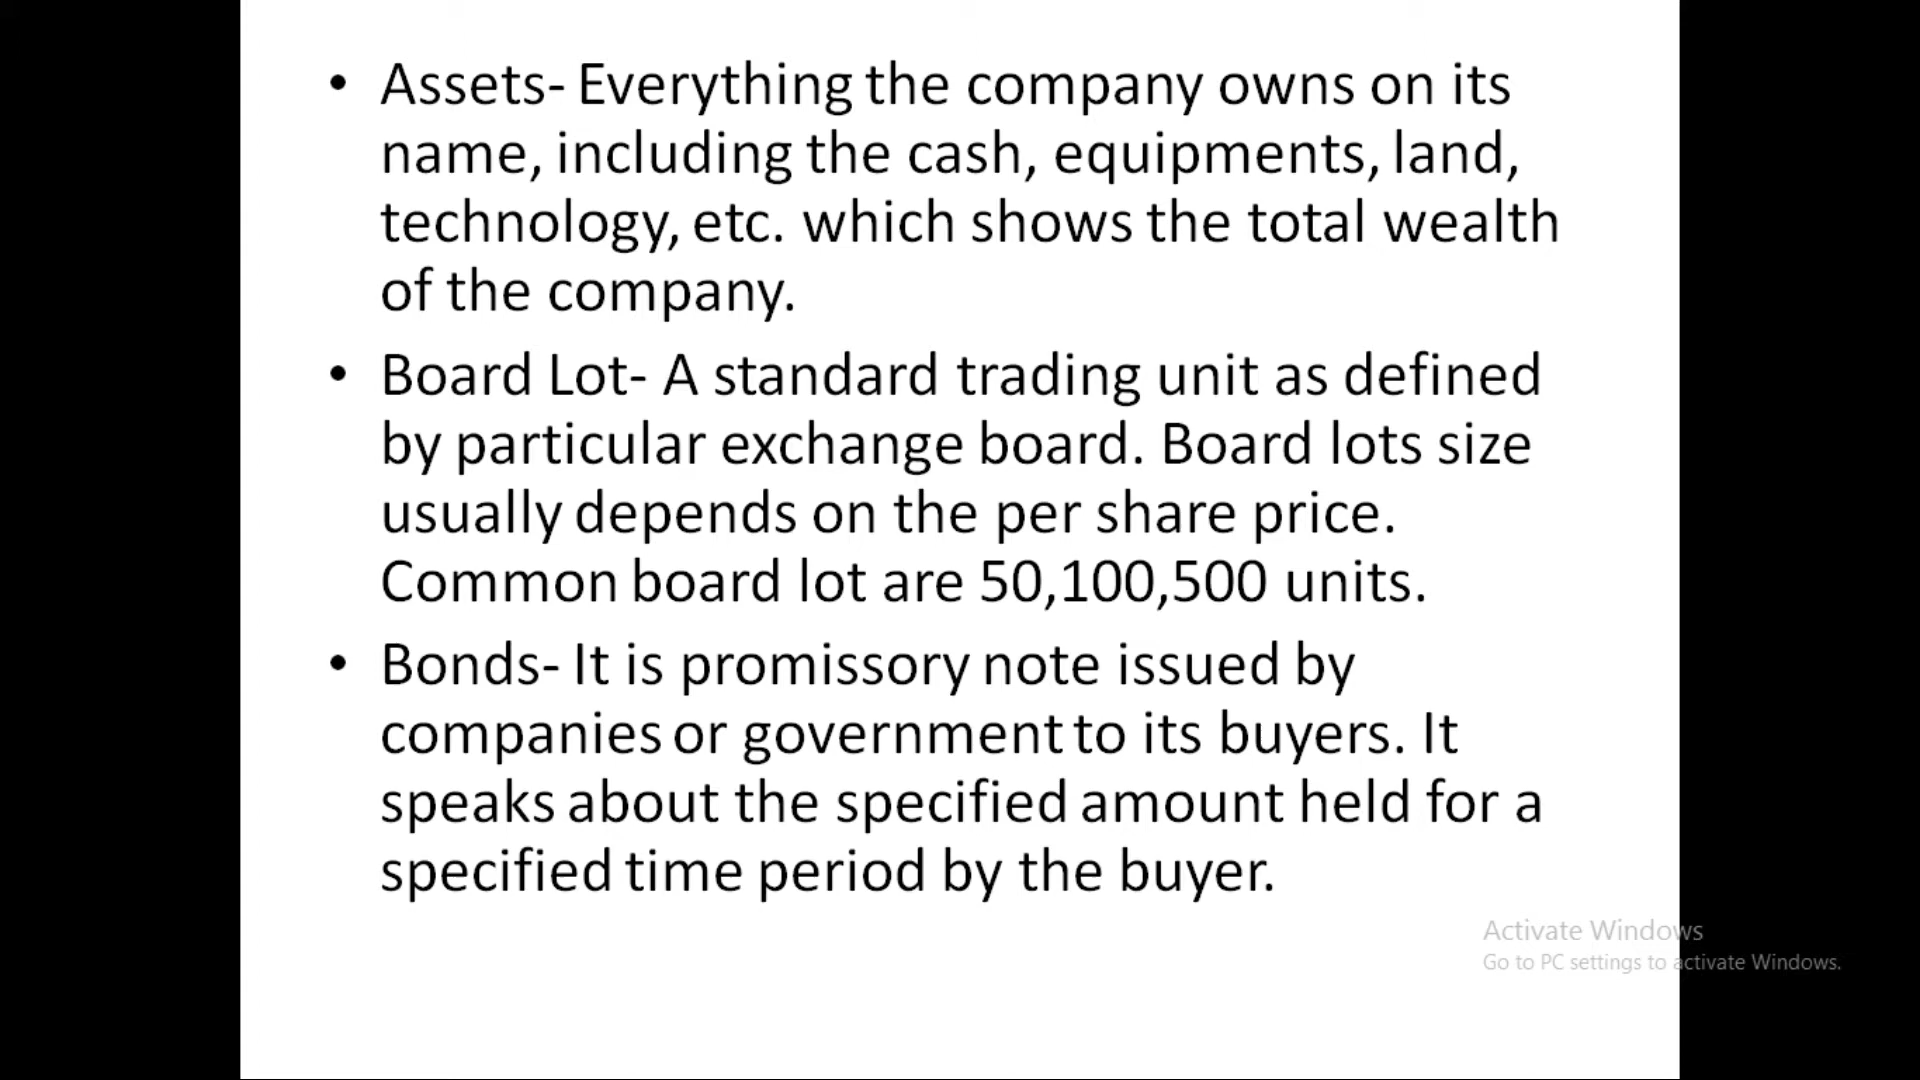 • Assets- Everything the company owns on its
name, including the cash, equipments, land,
technology, etc. which shows the total wealth
of the company.
• Board Lot- A standard trading unit as defined
by particular exchange board. Board lots size
usually depends on the per share price.
Common board lot are 50,100,500 units.
• Bonds- It is promissory note issued by
companies or government to its buyers. It
speaks about the specified amount held for a
specified time period by the buyer.
Activate Windows
Go to PC settings to activate Windows.